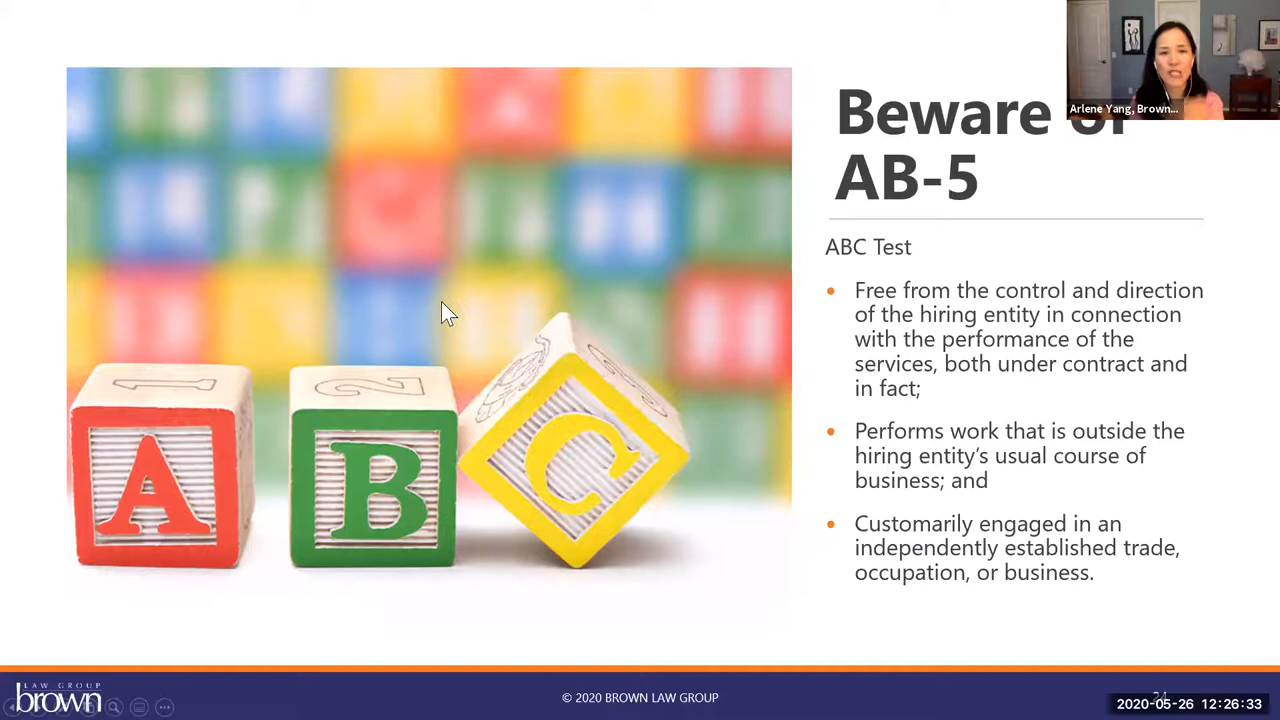 Beware of
AB-5
Arlene Yang, Brown...
ABC Test
Free from the control and direction
of the hiring entity in connection
with the performance of the
services, both under contract and
in fact;
Performs work that is outside the
hiring entity’s usual course of
business; and
Customarily engaged in an
independently established trade,
occupation, or business.
1
2
A
B
C
LAW GROUP
brown
© 2020 BROWN LAW GROUP
2020-05-26 12:26:33